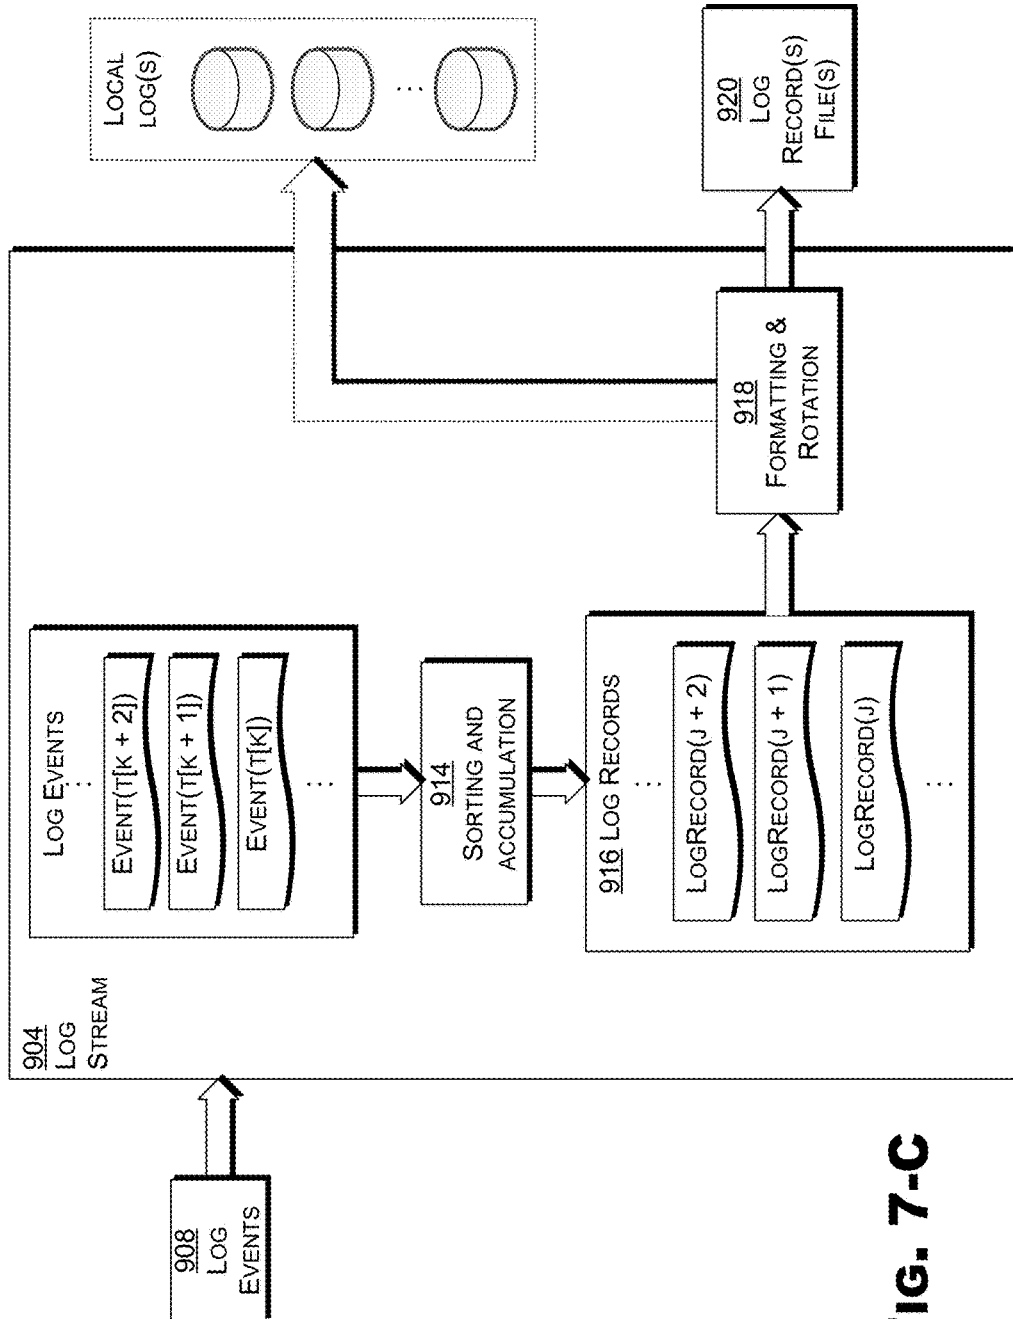 908
LOG
EVENTS
904
LOG
STREAM
LOG EVENTS
...
EVENT(T[K + 2])
EVENT(T[K + 1])
EVENT(T[K])
...
914
SORTING AND
ACCUMULATION
916 LOG RECORDS
...
LOGRECORD(J + 2)
LOGRECORD(J + 1)
LOGRECORD(J)
...
918
FORMATTING &
ROTATION
LOCAL
LOG(S)
...
920
LOG
RECORD(S)
FILE(S)
FIG. 7-C